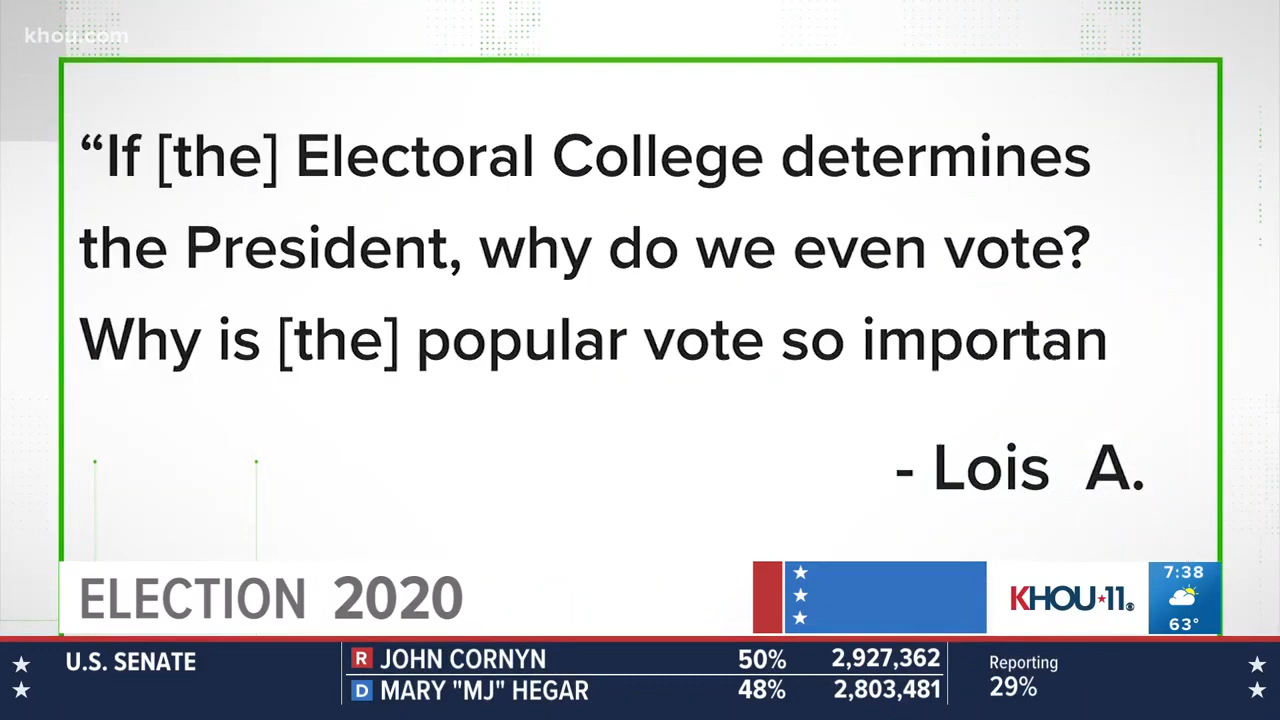 khou.com
“If [the] Electoral College determines
the President, why do we even vote?
Why is [the] popular vote so importan
- Lois A.
ELECTION 2020
KHOU★11®
7:38
63°
U.S. SENATE
R JOHN CORNYN 50% 2,927,362
D MARY "MJ" HEGAR 48% 2,803,481
Reporting
29%